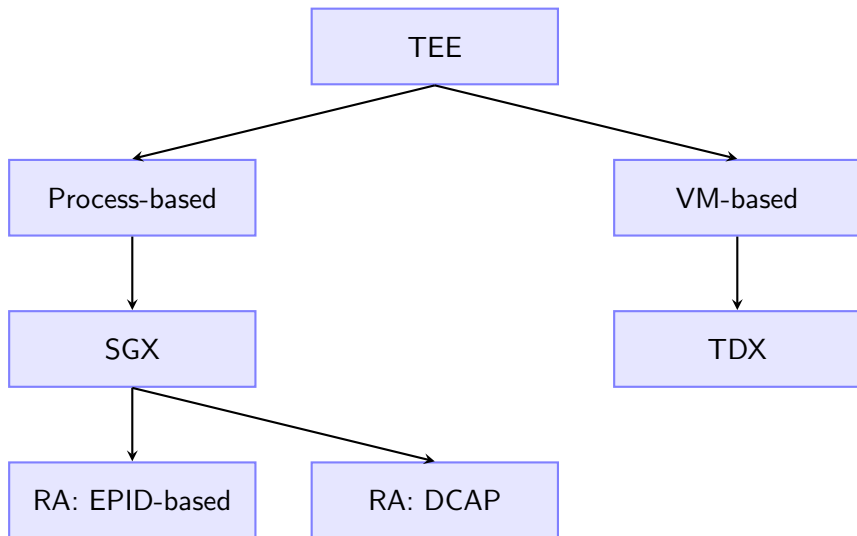 TEE
Process-based
VM-based
SGX
TDX
RA: EPID-based
RA: DCAP